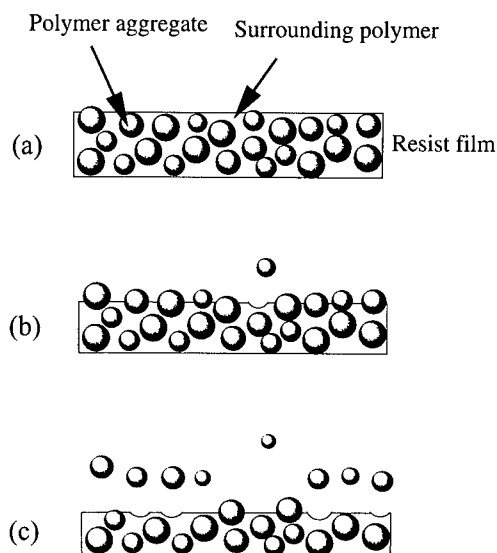 Polymer aggregate
Surrounding polymer
(a)
Resist film
(b)
(c)